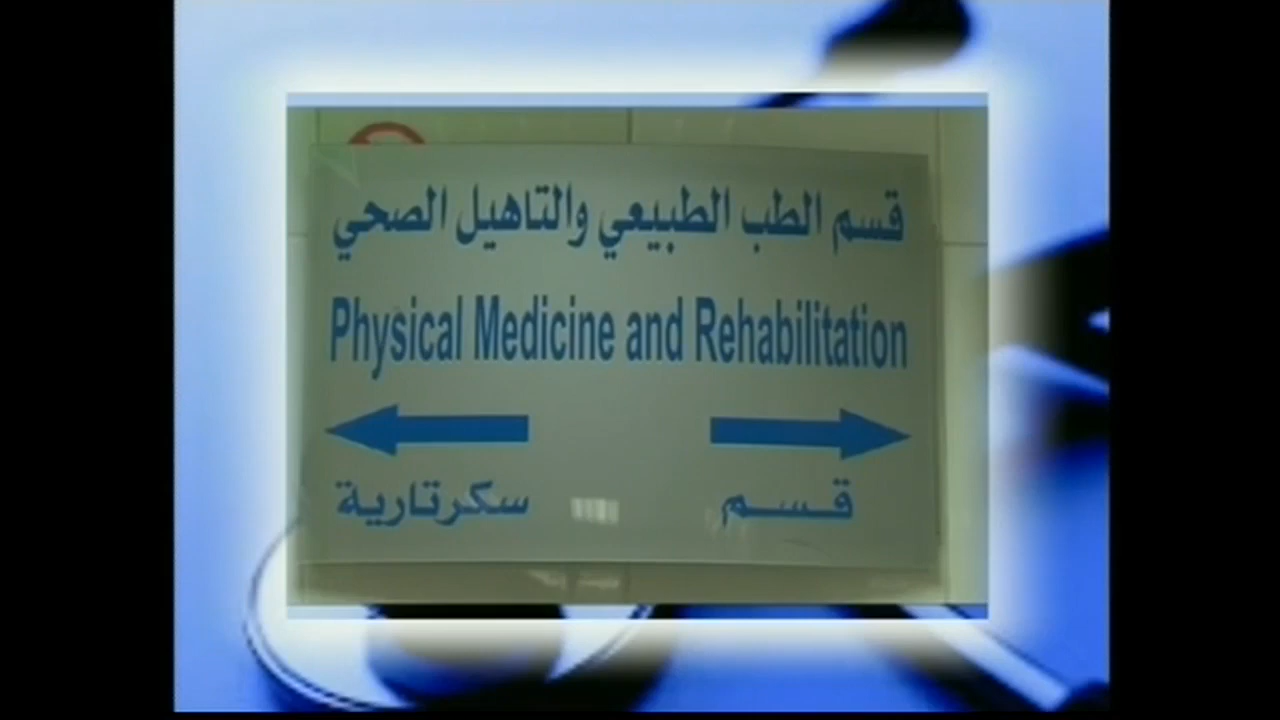 قسم الطب الطبيعي والتاهيل الصحي
Physical Medicine and Rehabilitation
قسم
سكرتارية